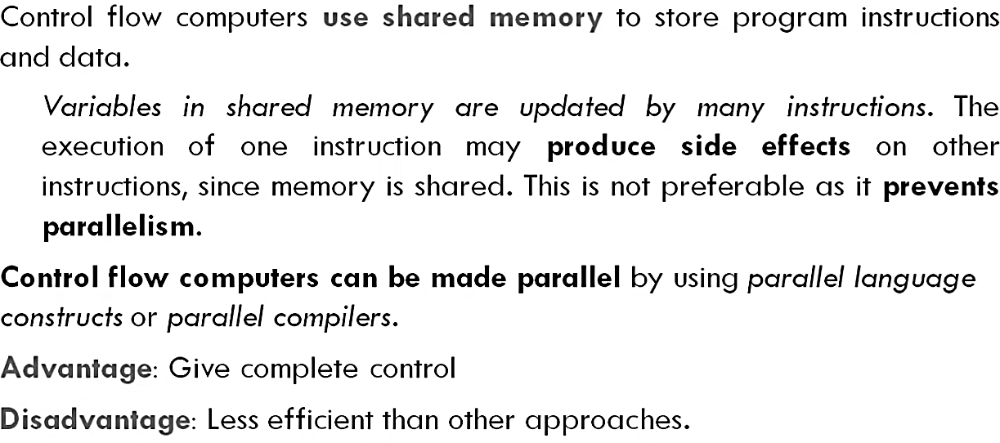 Control flow computers use shared memory to store program instructions
and data.
Variables in shared memory are updated by many instructions. The
execution of one instruction may produce side effects on other
instructions, since memory is shared. This is not preferable as it prevents
parallelism.
Control flow computers can be made parallel by using parallel language
constructs or parallel compilers.
Advantage: Give complete control
Disadvantage: Less efficient than other approaches.